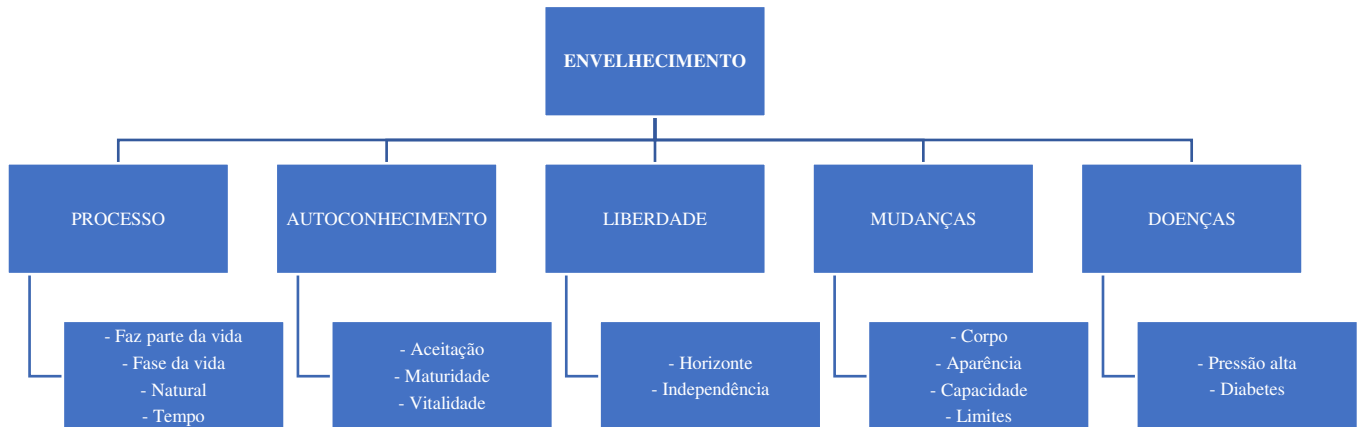 ENVELHECIMENTO
PROCESSO
AUTOCONHECIMENTO
LIBERDADE
MUDANÇAS
DOENÇAS
- Faz parte da vida
- Fase da vida
- Natural
- Tempo
- Aceitação
- Maturidade
- Vitalidade
- Horizonte
- Independência
- Corpo
- Aparência
- Capacidade
- Limites
- Pressão alta
- Diabetes